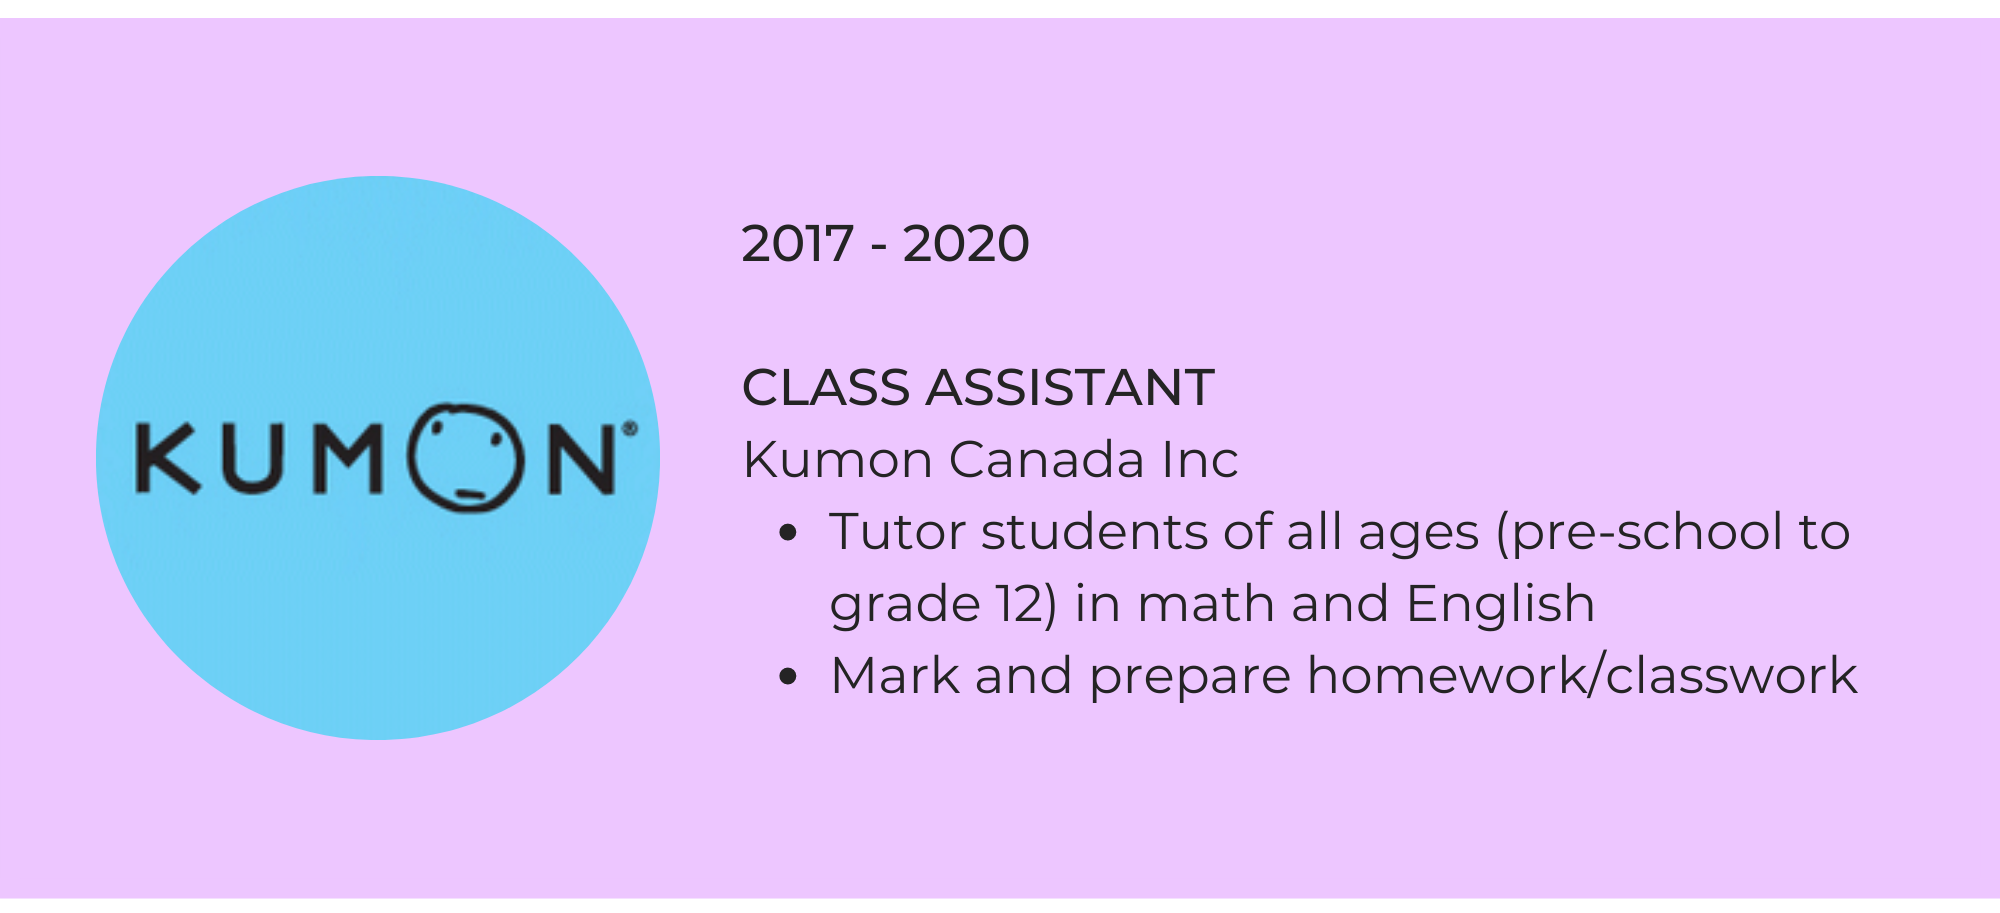 KUMON®
2017 - 2020
CLASS ASSISTANT
Kumon Canada Inc
• Tutor students of all ages (pre-school to
grade 12) in math and English
• Mark and prepare homework/classwork